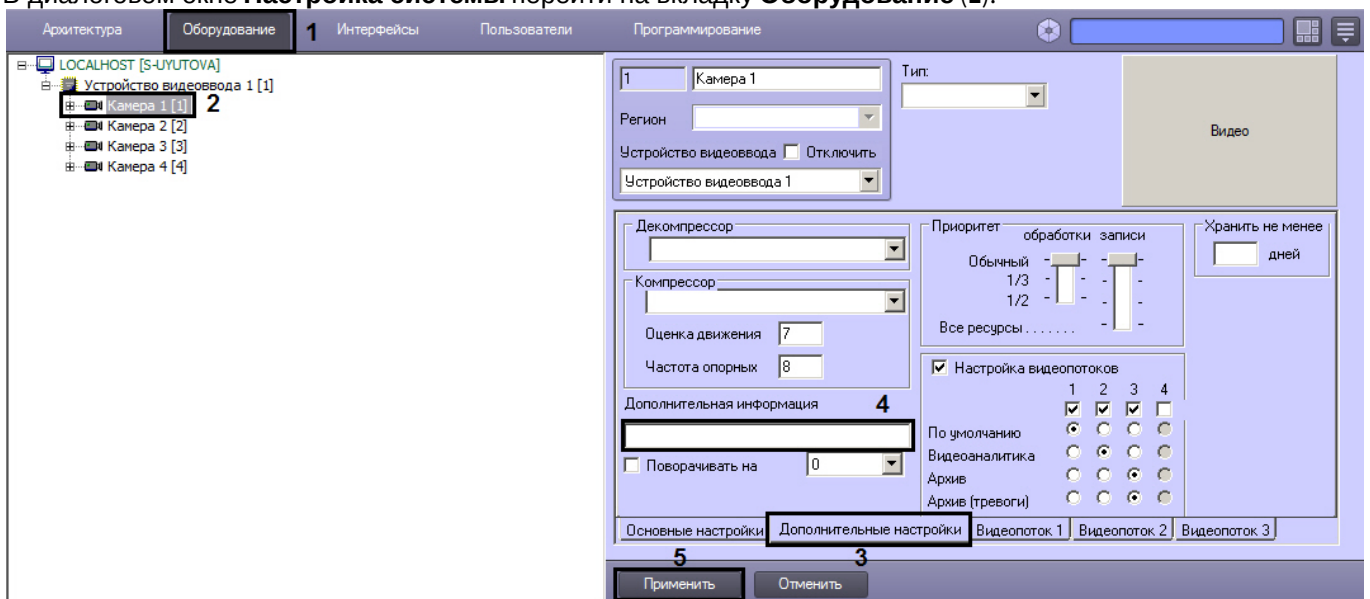 В диалоговом окне Настройка системы перейти на вкладку Оборудование (1).
Архитектура Оборудование 1 Интерфейсы Пользователи Программирование
LOCALHOST [S-UYUTOVA]
Устройство видеоввода 1 [1]
Камера 1 [1] 2
Камера 2 [2]
Камера 3 [3]
Камера 4 [4]
1 Камера 1
Тип:
Регион
Устройство видеоввода Отключить
Устройство видеоввода 1
Видео
Декомпрессор
Компрессор
Оценка движения 7
Частота опорных 8
Дополнительная информация 4
Поворачивать на 0
Приоритет
обработки записи
Обычный
1/3
1/2
Все ресурсы . . . . . . .
Хранить не менее
дней
Настройка видеопотоков
1 2 3 4
По умолчанию
Видеоаналитика
Архив
Архив (тревоги)
Основные настройки Дополнительные настройки Видеопоток 1 Видеопоток 2 Видеопоток 3
5 3
Применить Отменить